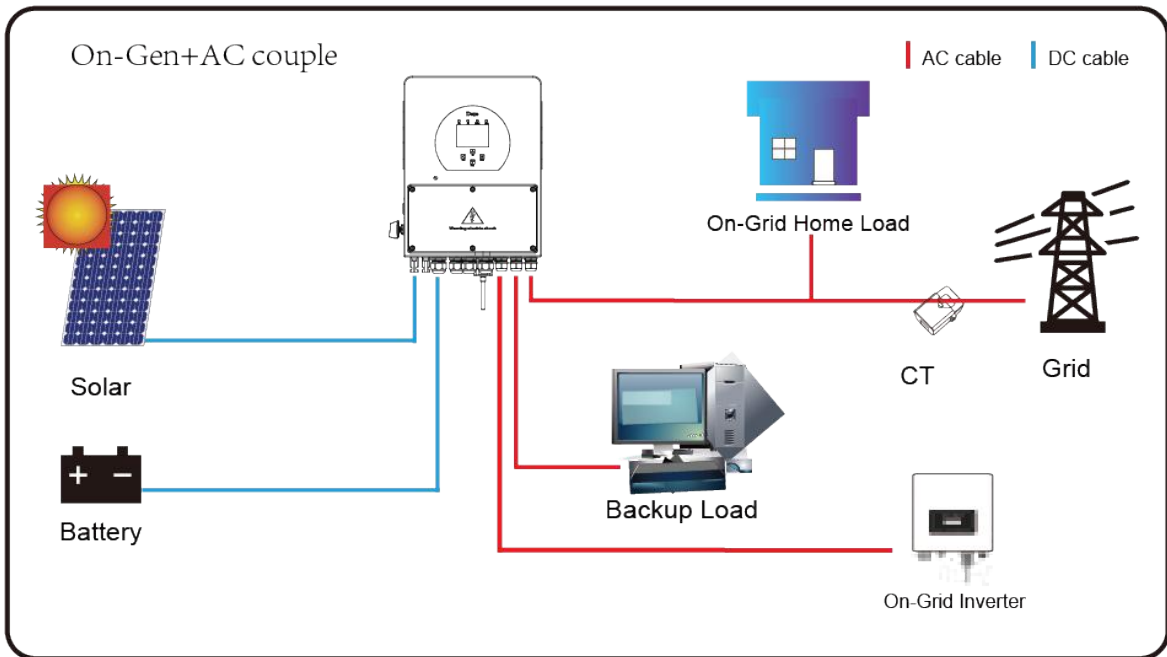 On-Gen+AC couple
AC cable
DC cable
Deye
On-Grid Home Load
Solar
CT
Grid
Battery
+ −
Backup Load
On-Grid Inverter